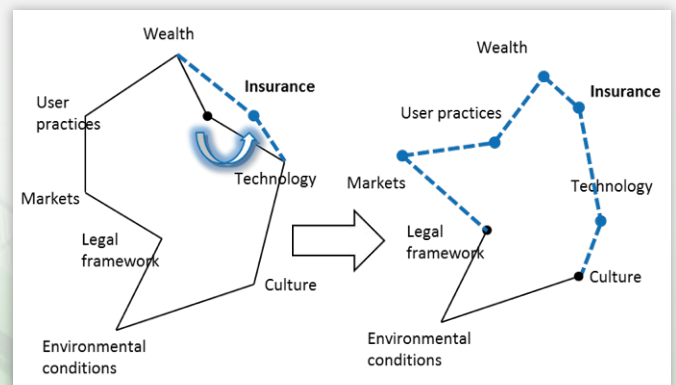 Wealth
Insurance
User
practices
Technology
Markets
Legal
framework
Culture
Environmental
conditions
Wealth
Insurance
User practices
Markets
Technology
Legal
framework
Culture
Environmental
conditions